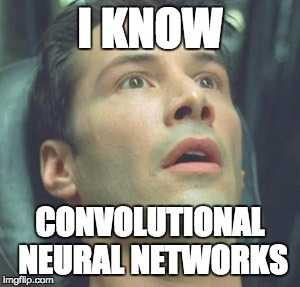 I KNOW
CONVOLUTIONAL
NEURAL NETWORKS
imgflip.com